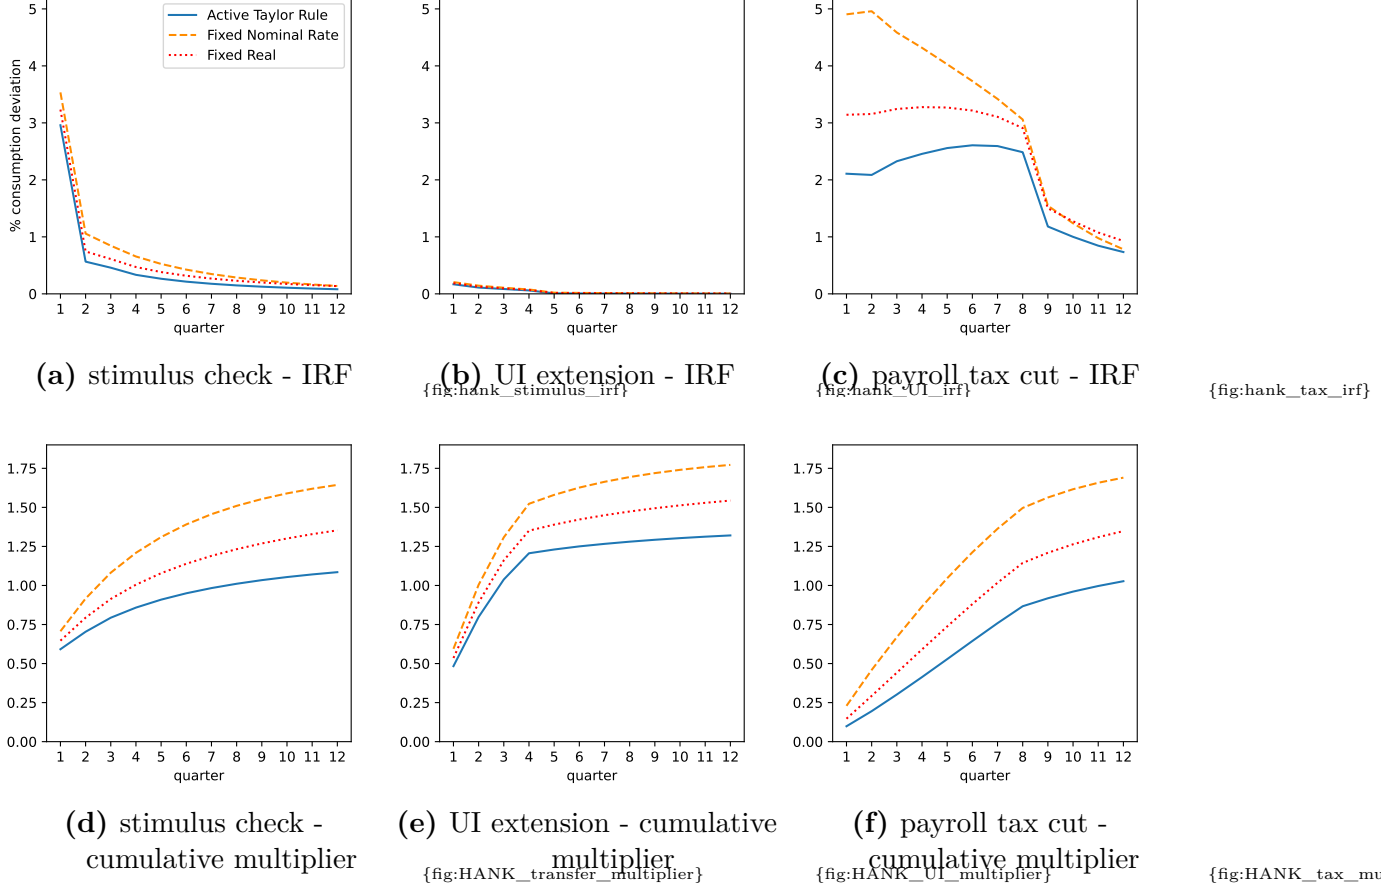 5
4
3
2
1
0
% consumption deviation
Active Taylor Rule
Fixed Nominal Rate
Fixed Real
1 2 3 4 5 6 7 8 9 10 11 12
quarter
5
4
3
2
1
0
1 2 3 4 5 6 7 8 9 10 11 12
quarter
5
4
3
2
1
0
1 2 3 4 5 6 7 8 9 10 11 12
quarter
(a) stimulus check - IRF
(b) UI extension - IRF
(c) payroll tax cut - IRF
{fig:hank_stimulus_irf}
{fig:hank_UI_irf}
{fig:hank_tax_irf}
1.75
1.50
1.25
1.00
0.75
0.50
0.25
0.00
1 2 3 4 5 6 7 8 9 10 11 12
quarter
1.75
1.50
1.25
1.00
0.75
0.50
0.25
0.00
1 2 3 4 5 6 7 8 9 10 11 12
quarter
1.75
1.50
1.25
1.00
0.75
0.50
0.25
0.00
1 2 3 4 5 6 7 8 9 10 11 12
quarter
(d) stimulus check -
cumulative multiplier
(e) UI extension - cumulative
multiplier
(f) payroll tax cut -
cumulative multiplier
{fig:HANK_transfer_multiplier}
{fig:HANK_UI_multiplier}
{fig:HANK_tax_mu